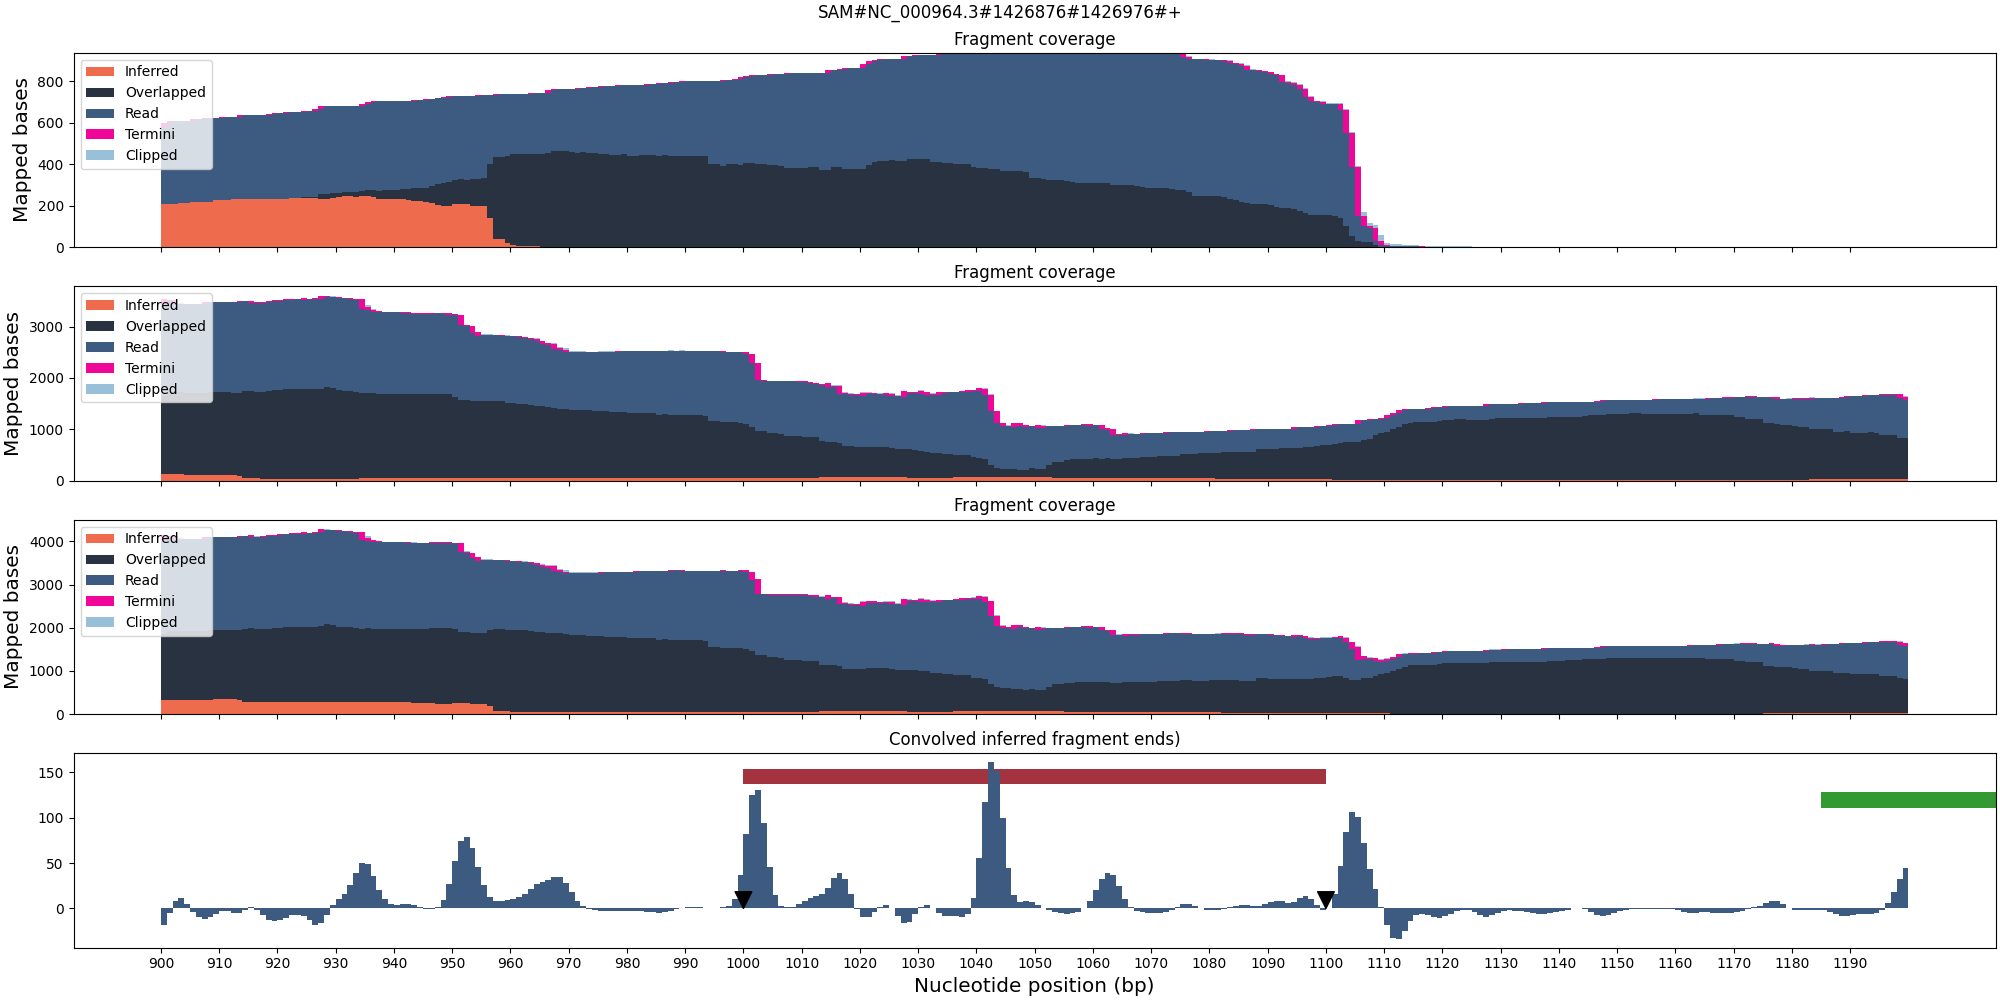 SAM#NC_000964.3#1426876#1426976#+
Fragment coverage
Mapped bases
800
600
400
200
0
Inferred
Overlapped
Read
Termini
Clipped
Fragment coverage
Mapped bases
3000
2000
1000
0
Inferred
Overlapped
Read
Termini
Clipped
Fragment coverage
Mapped bases
4000
3000
2000
1000
0
Inferred
Overlapped
Read
Termini
Clipped
Convolved inferred fragment ends)
150
100
50
0
900 910 920 930 940 950 960 970 980 990 1000 1010 1020 1030 1040 1050 1060 1070 1080 1090 1100 1110 1120 1130 1140 1150 1160 1170 1180 1190
Nucleotide position (bp)